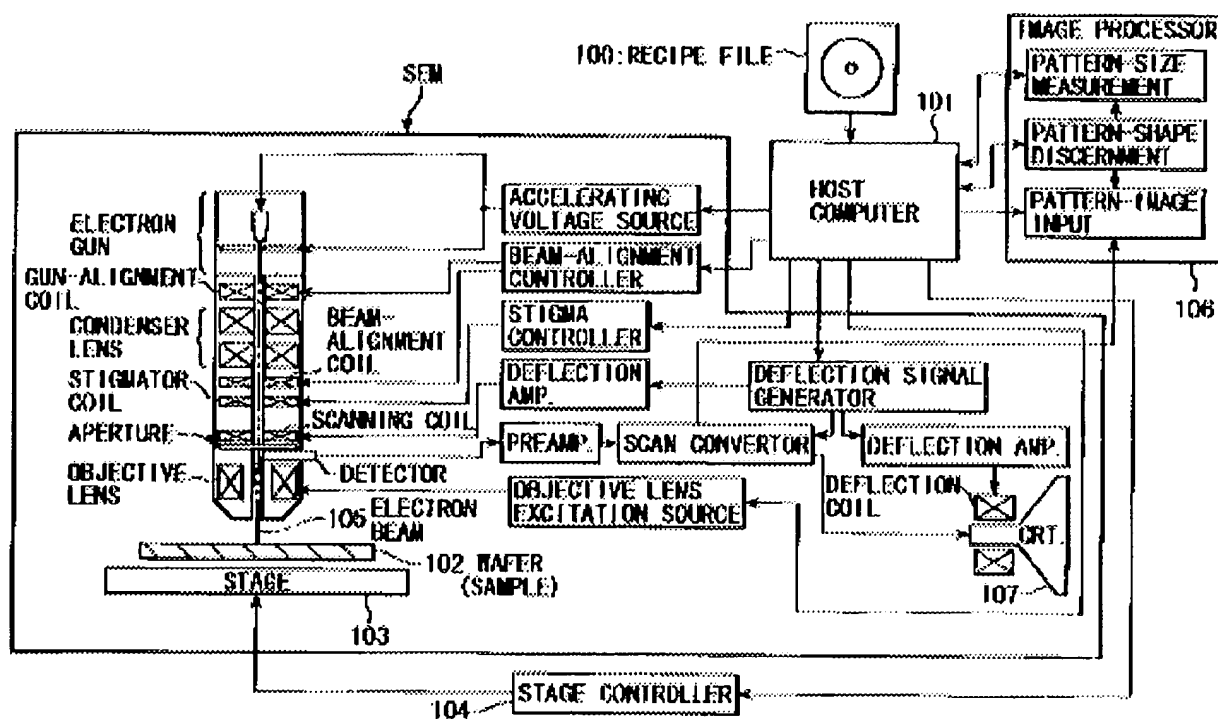 IMAGE PROCESSOR
100:RECIPE FILE
PATTERN-SIZE
MEASUREMENT
SEM
101
PATTERN-SHAPE
DISCERNMENT
HOST
COMPUTER
ACCELERATING
VOLTAGE SOURCE
PATTERN-IMAGE
INPUT
ELECTRON
GUN
BEAM-ALIGNMENT
CONTROLLER
GUN-ALIGNMENT
COIL
106
CONDENSER
LENS
BEAM-
ALIGNMENT
COIL
STIGMA
CONTROLLER
STIGMATOR
COIL
DEFLECTION
AMP.
DEFLECTION SIGNAL
GENERATOR
SCANNING COIL
APERTURE
PREAMP.
SCAN CONVERTOR
DEFLECTION AMP.
DETECTOR
OBJECTIVE
LENS
OBJECTIVE LENS
EXCITATION SOURCE
DEFLECTION
COIL
105
ELECTRON
BEAM
CRT.
102 WAFER
(SAMPLE)
STAGE
107
103
STAGE CONTROLLER
104